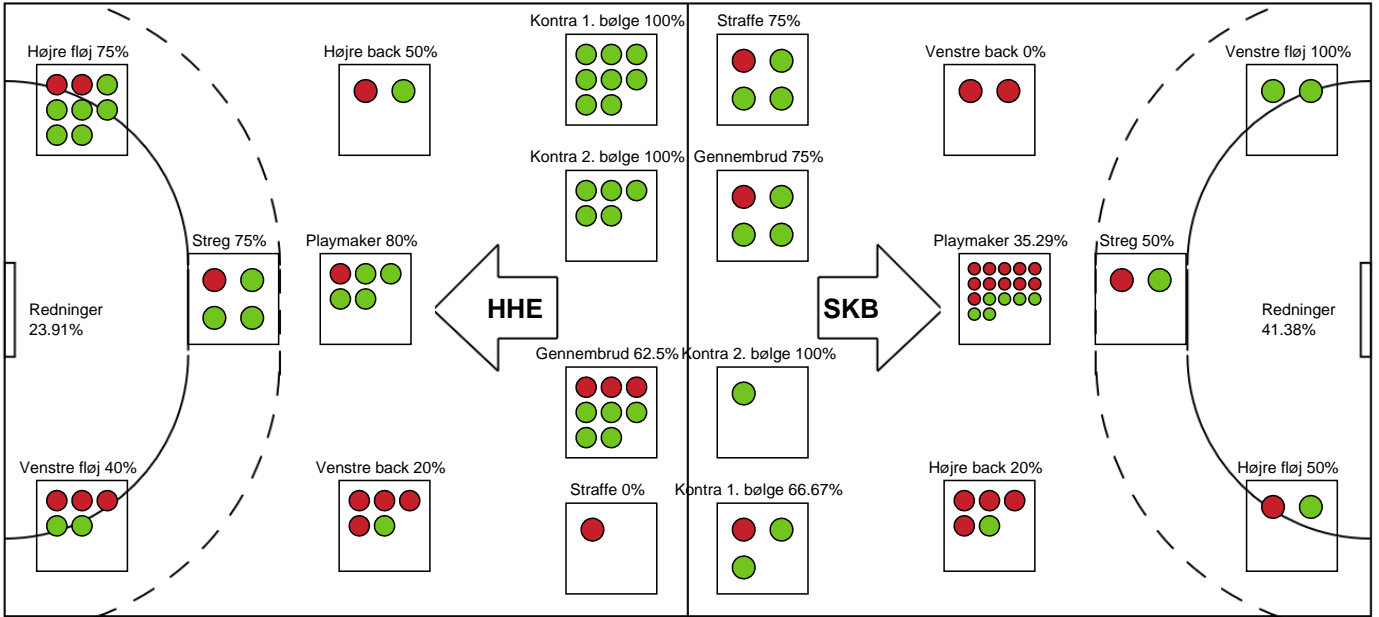 Kontra 1. bølge 100%
Straffe 75%
Højre fløj 75%
Højre back 50%
Venstre back 0%
Venstre fløj 100%
Kontra 2. bølge 100%
Gennembrud 75%
Streg 75%
Playmaker 80%
Playmaker 35.29%
Streg 50%
HHE
SKB
Redninger
23.91%
Redninger
41.38%
Gennembrud 62.5%
Kontra 2. bølge 100%
Venstre fløj 40%
Venstre back 20%
Straffe 0%
Kontra 1. bølge 66.67%
Højre back 20%
Højre fløj 50%